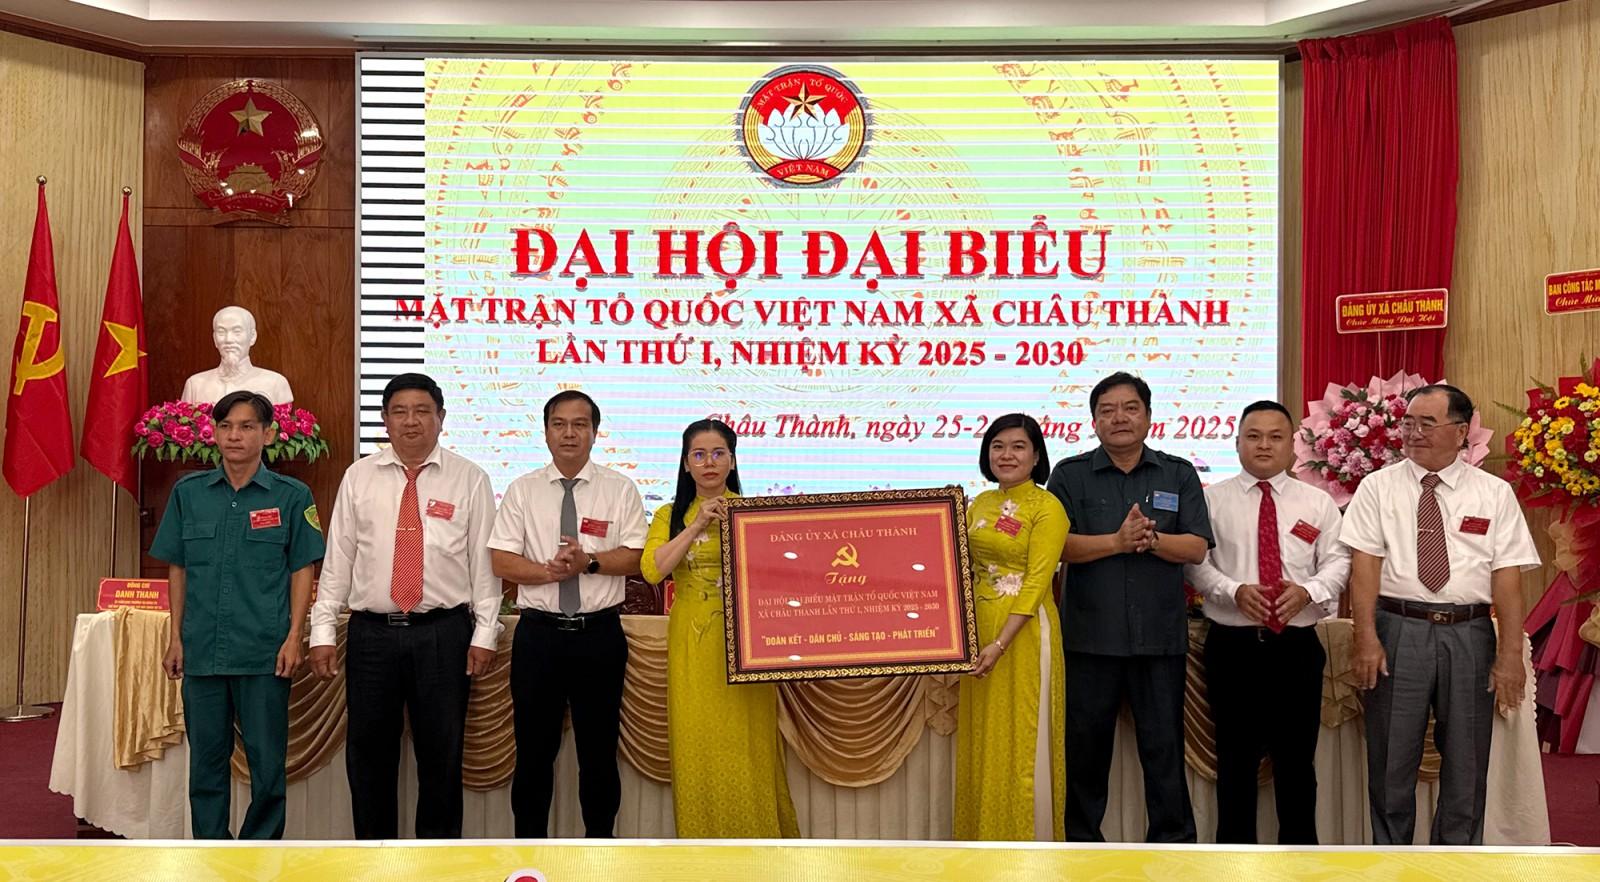 MẶT TRẬN TỔ QUỐC
VIỆT NAM
ĐẠI HỘI ĐẠI BIỂU
MẶT TRẬN TỔ QUỐC VIỆT NAM XÃ CHÂU THÀNH
LẦN THỨ I, NHIỆM KỲ 2025 - 2030
Châu Thành, ngày 25-2 2025
ĐẢNG ỦY XÃ CHÂU THÀNH
Chúc Mừng Đại Hội
BAN CÔNG TÁC
Chúc
ĐẢNG ỦY XÃ CHÂU THÀNH
Tặng
ĐẠI HỘI ĐẠI BIỂU MẶT TRẬN TỔ QUỐC VIỆT NAM
XÃ CHÂU THÀNH LẦN THỨ I, NHIỆM KỲ 2025 - 2030
"ĐOÀN KẾT - DÂN CHỦ - SÁNG TẠO - PHÁT TRIỂN"
ĐỒNG CHÍ
DANH THANH